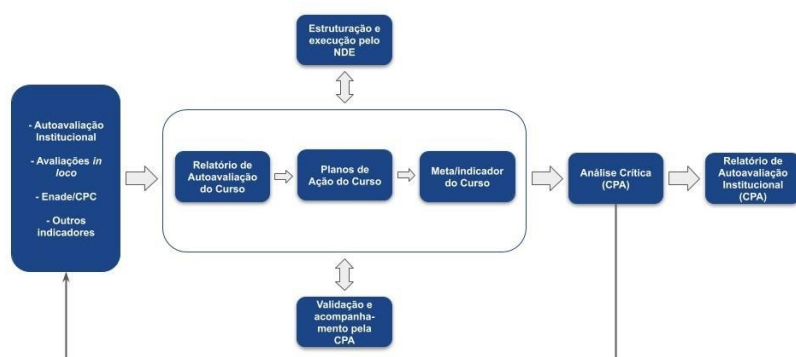 Estruturação e
execução pelo
NDE
- Autoavaliação
Institucional
- Avaliações in
loco
- Enade/CPC
- Outros
indicadores
Relatório de
Autoavaliação
do Curso
Planos de
Ação do Curso
Meta/indicador
do Curso
Análise Crítica
(CPA)
Relatório de
Autoavaliação
Institucional
(CPA)
Validação e
acompanha-
mento pela
CPA